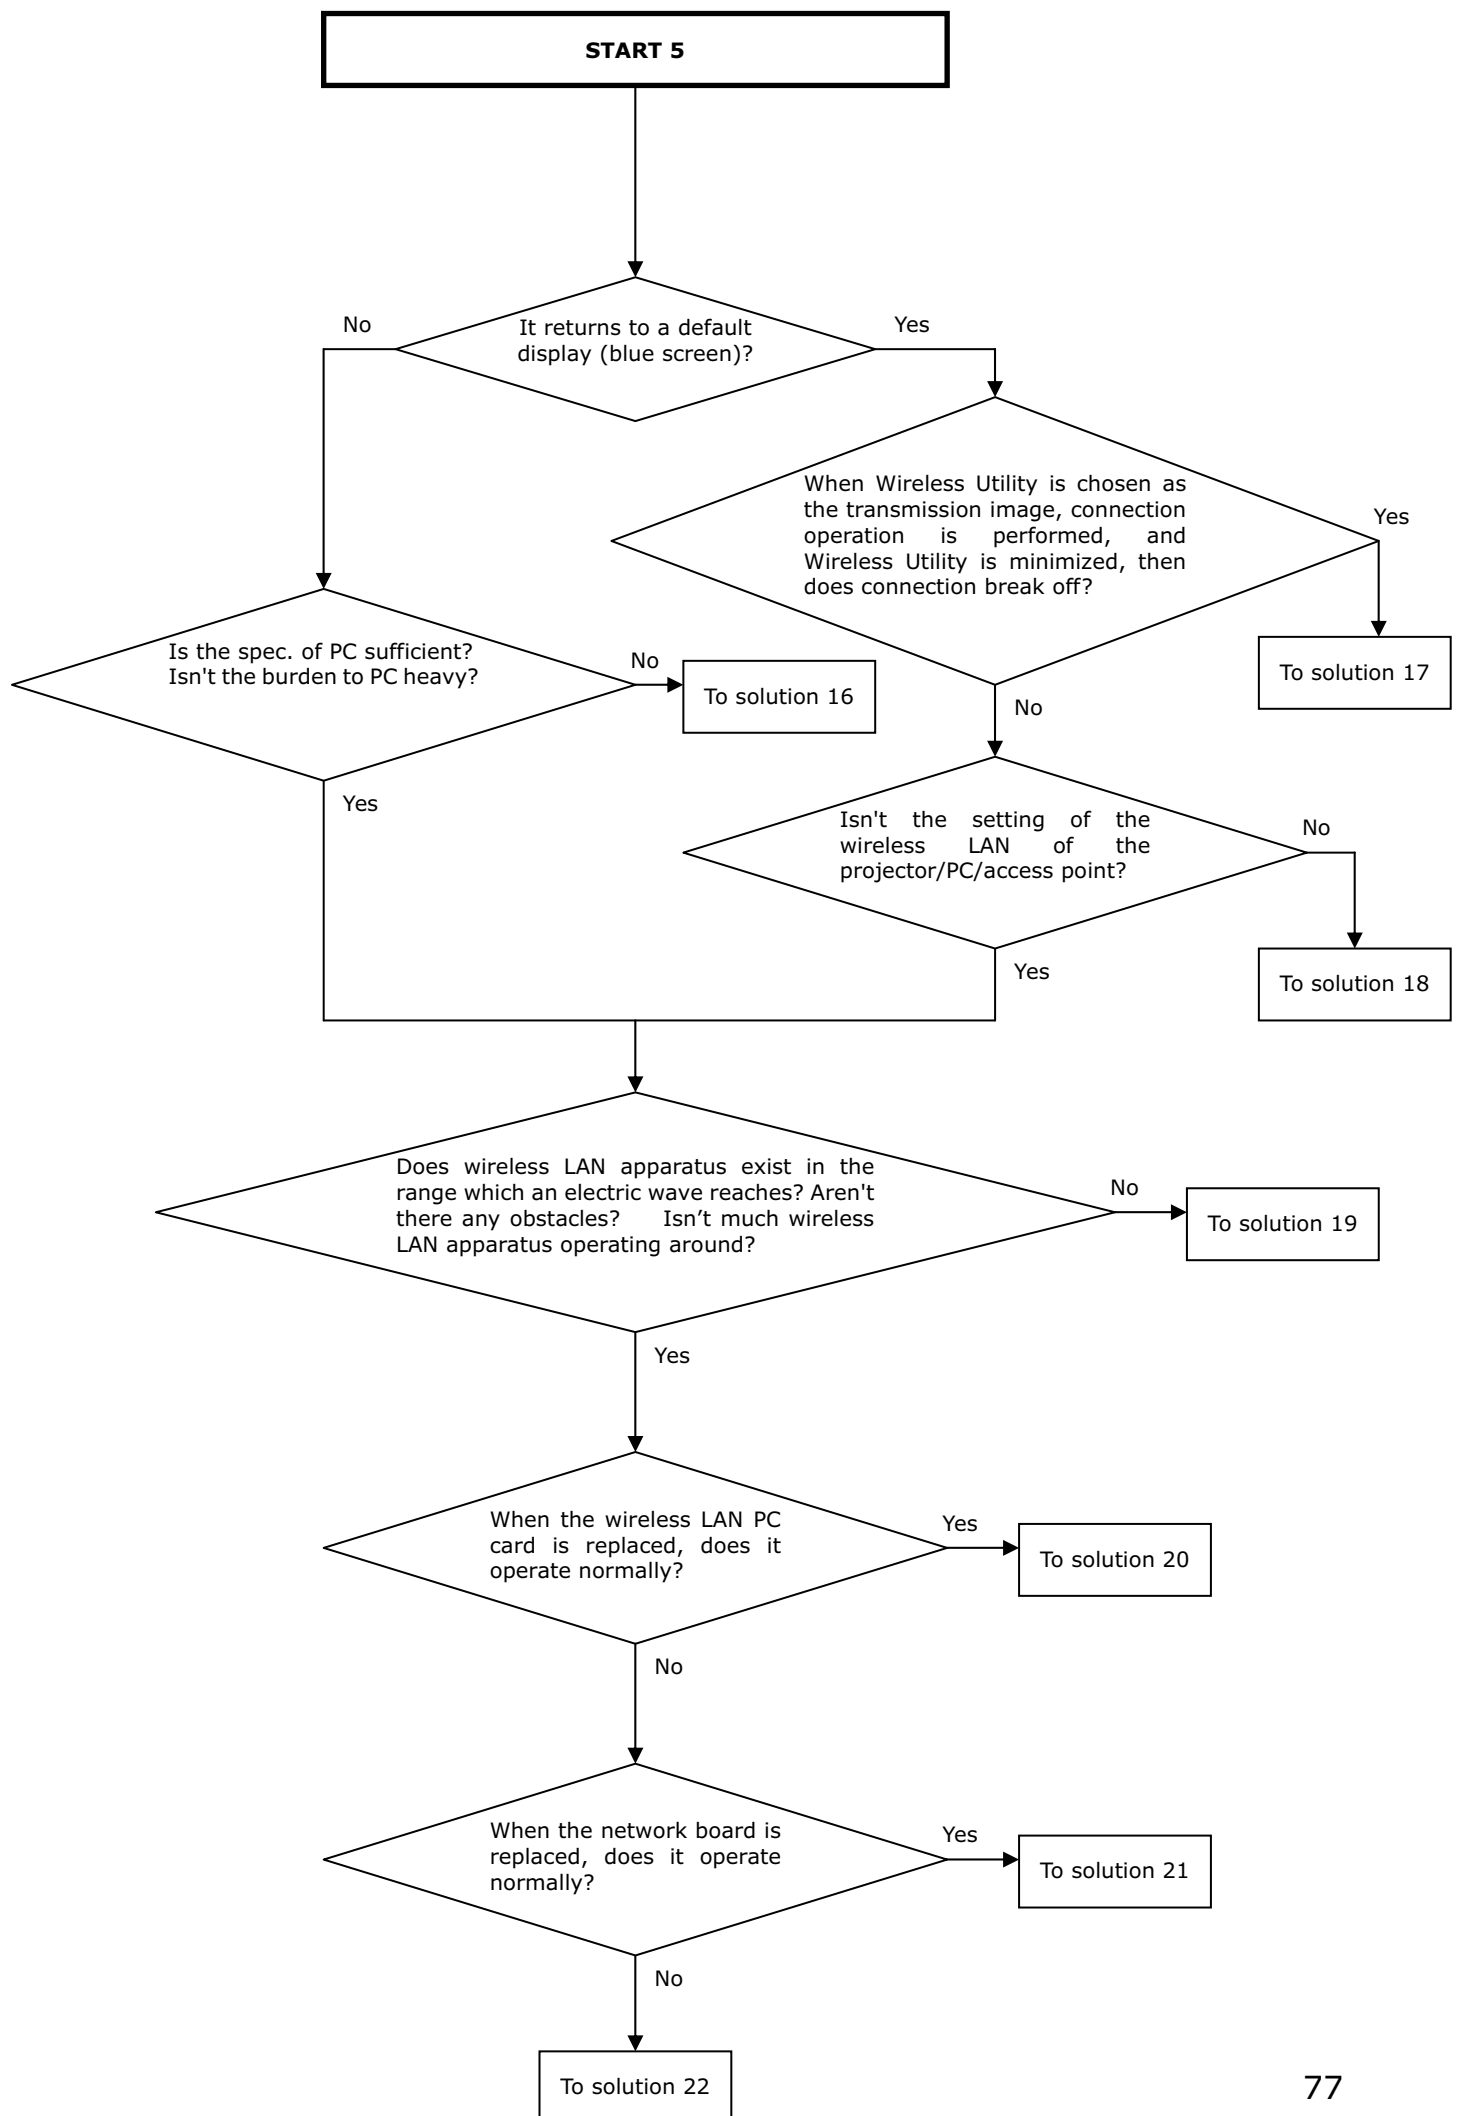 START 5
No
It returns to a default
display (blue screen)?
Yes
When Wireless Utility is chosen as
the transmission image, connection
operation is performed, and
Wireless Utility is minimized, then
does connection break off?
Yes
To solution 17
Is the spec. of PC sufficient?
Isn't the burden to PC heavy?
No
To solution 16
No
Yes
Isn't the setting of the
wireless LAN of the
projector/PC/access point?
No
To solution 18
Yes
Does wireless LAN apparatus exist in the
range which an electric wave reaches? Aren't
there any obstacles? Isn’t much wireless
LAN apparatus operating around?
No
To solution 19
Yes
When the wireless LAN PC
card is replaced, does it
operate normally?
Yes
To solution 20
No
When the network board is
replaced, does it operate
normally?
Yes
To solution 21
No
To solution 22
77